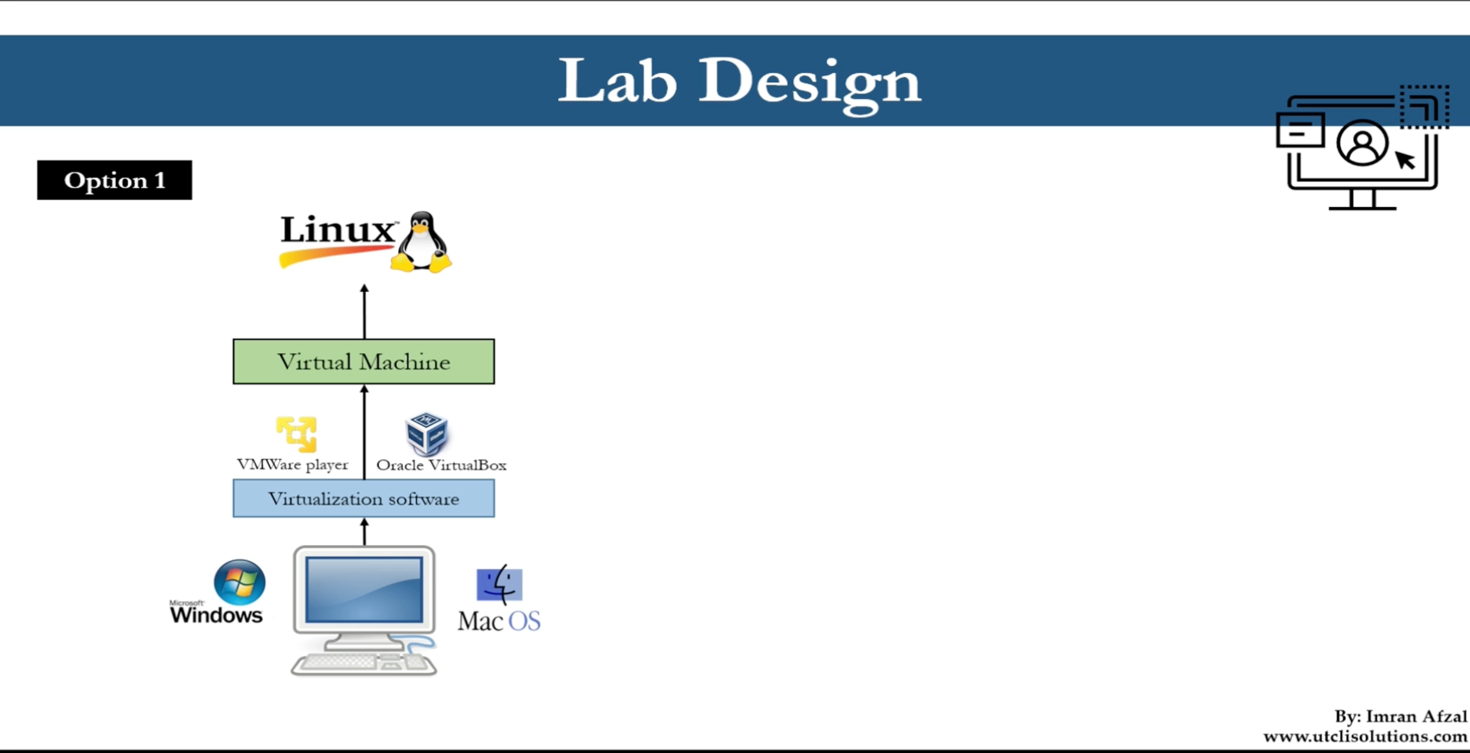 Lab Design
Option 1
Linux™
Virtual Machine
VMWare player
Oracle VirtualBox
Virtualization software
Microsoft
Windows
Mac OS
By: Imran Afzal
www.utclisolutions.com